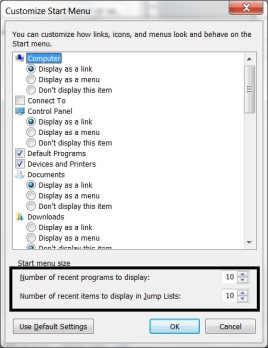 Customize Start Menu
You can customize how links, icons, and menus look and behave on the
Start menu.
Computer
Display as a link
Display as a menu
Don't display this item
Connect To
Control Panel
Display as a link
Display as a menu
Don't display this item
Default Programs
Devices and Printers
Documents
Display as a link
Display as a menu
Don't display this item
Downloads
Display as a link
Display as a menu
Don't display this item
Start menu size
Number of recent programs to display: 10
Number of recent items to display in Jump Lists: 10
Use Default Settings OK Cancel